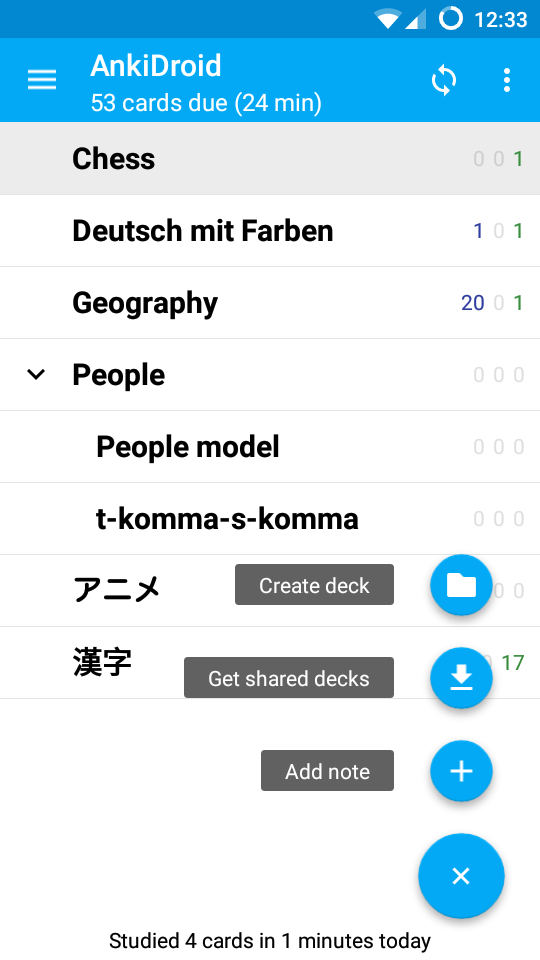 12:33
AnkiDroid
53 cards due (24 min)
Chess 0 0 1
Deutsch mit Farben 1 0 1
Geography 20 0 1
People 0 0 0
People model 0 0 0
t-komma-s-komma 0 0 0
アニメ 0 0
Create deck
漢字 17
Get shared decks
Add note
Studied 4 cards in 1 minutes today